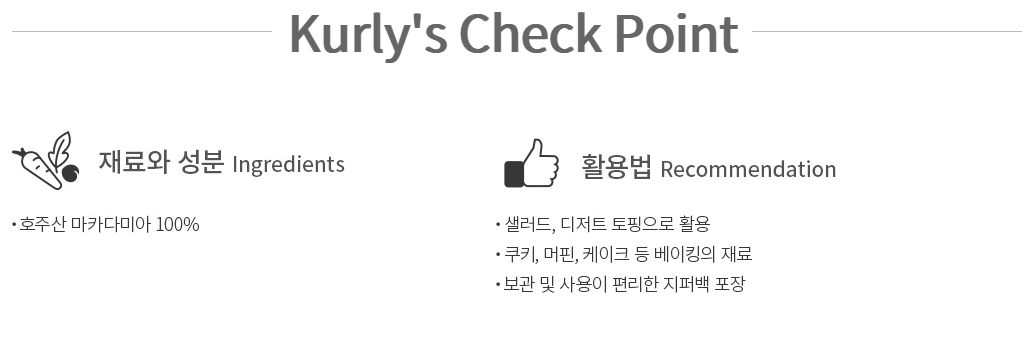 Kurly's Check Point
재료와 성분 Ingredients
• 호주산 마카다미아 100%
활용법 Recommendation
• 샐러드, 디저트 토핑으로 활용
• 쿠키, 머핀, 케이크 등 베이킹의 재료
• 보관 및 사용이 편리한 지퍼백 포장